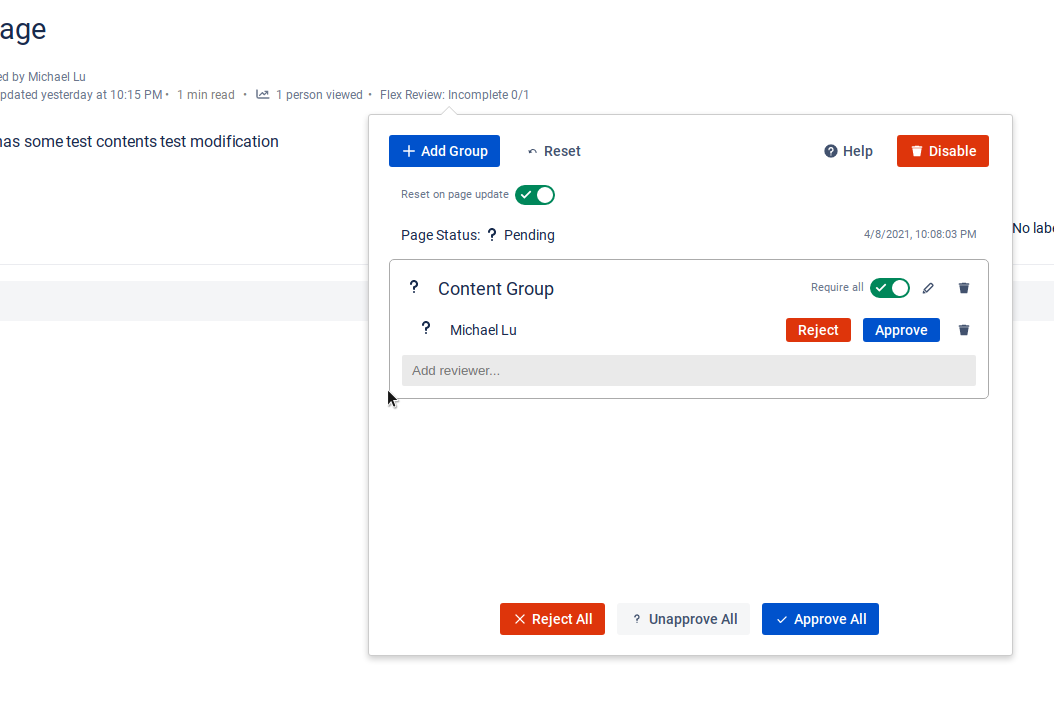 age
ed by Michael Lu
pdated yesterday at 10:15 PM • 1 min read • 1 person viewed • Flex Review: Incomplete 0/1
has some test contents test modification
Add Group Reset Help Disable
Reset on page update
No labe
Page Status: ? Pending 4/8/2021, 10:08:03 PM
? Content Group Require all
? Michael Lu Reject Approve
Add reviewer...
Reject All ? Unapprove All Approve All